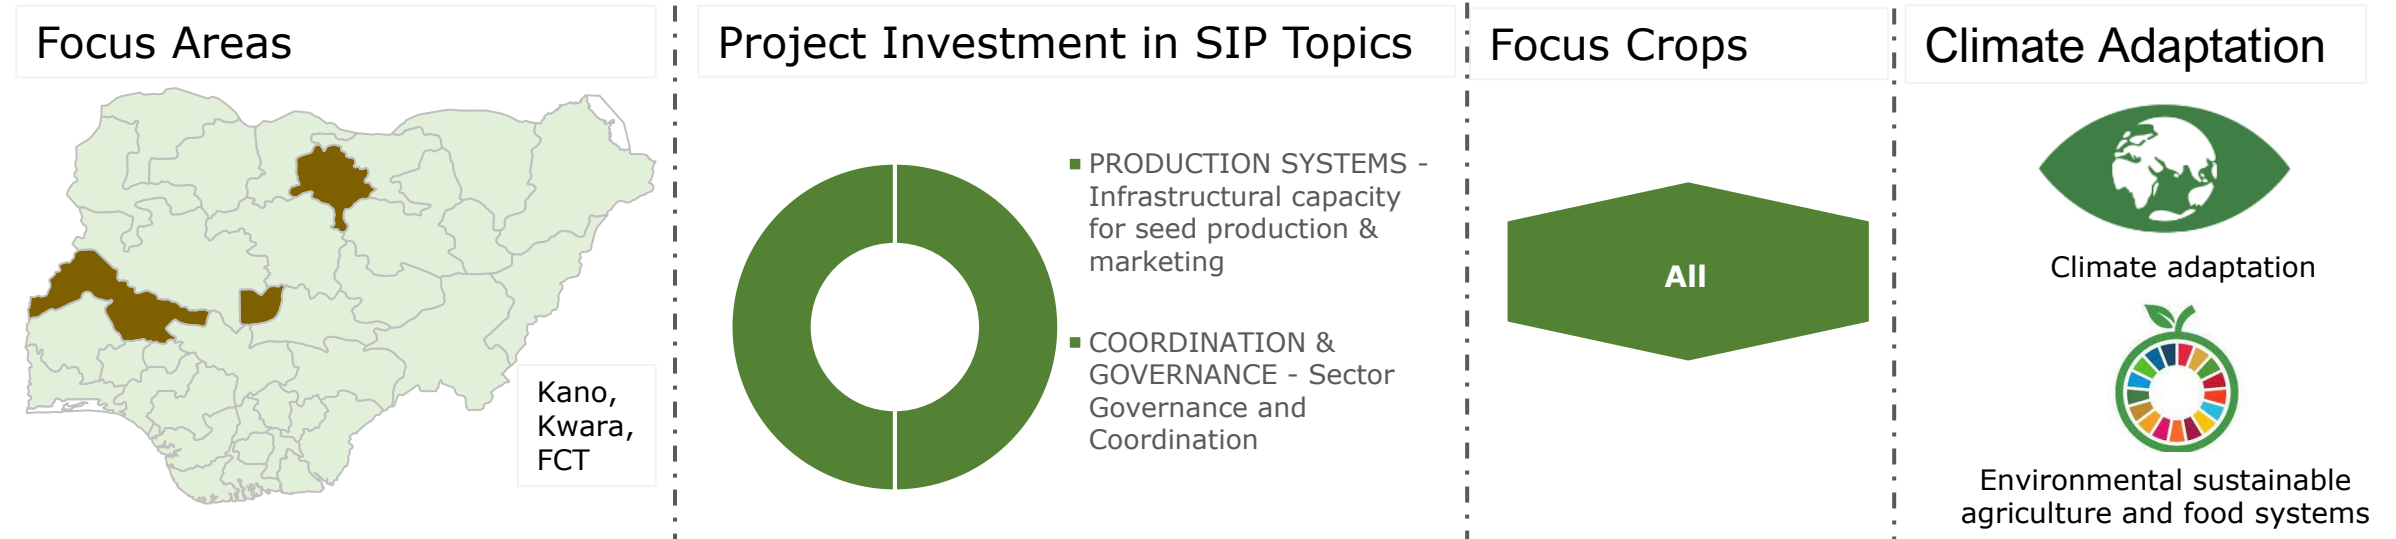 Focus Areas
Kano,
Kwara,
FCT
Project Investment in SIP Topics
PRODUCTION SYSTEMS -
Infrastructural capacity
for seed production &
marketing
COORDINATION &
GOVERNANCE - Sector
Governance and
Coordination
Focus Crops
All
Climate Adaptation
Climate adaptation
Environmental sustainable
agriculture and food systems